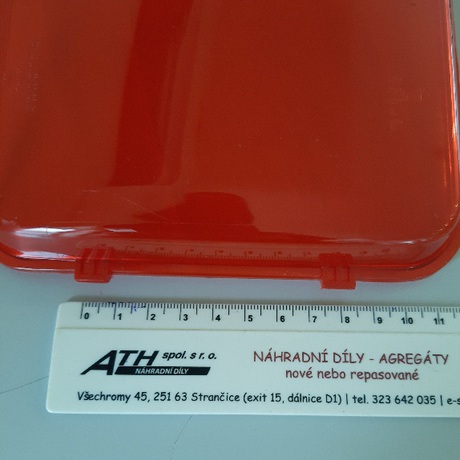 0 1 2 3 4 5 6 7 8 9 10 11
ATH spol. s r. o.
NÁHRADNÍ DÍLY
NÁHRADNÍ DÍLY - AGREGÁTY
nové nebo repasované
Všechromy 45, 251 63 Strančice (exit 15, dálnice D1) | tel. 323 642 035 | e-s